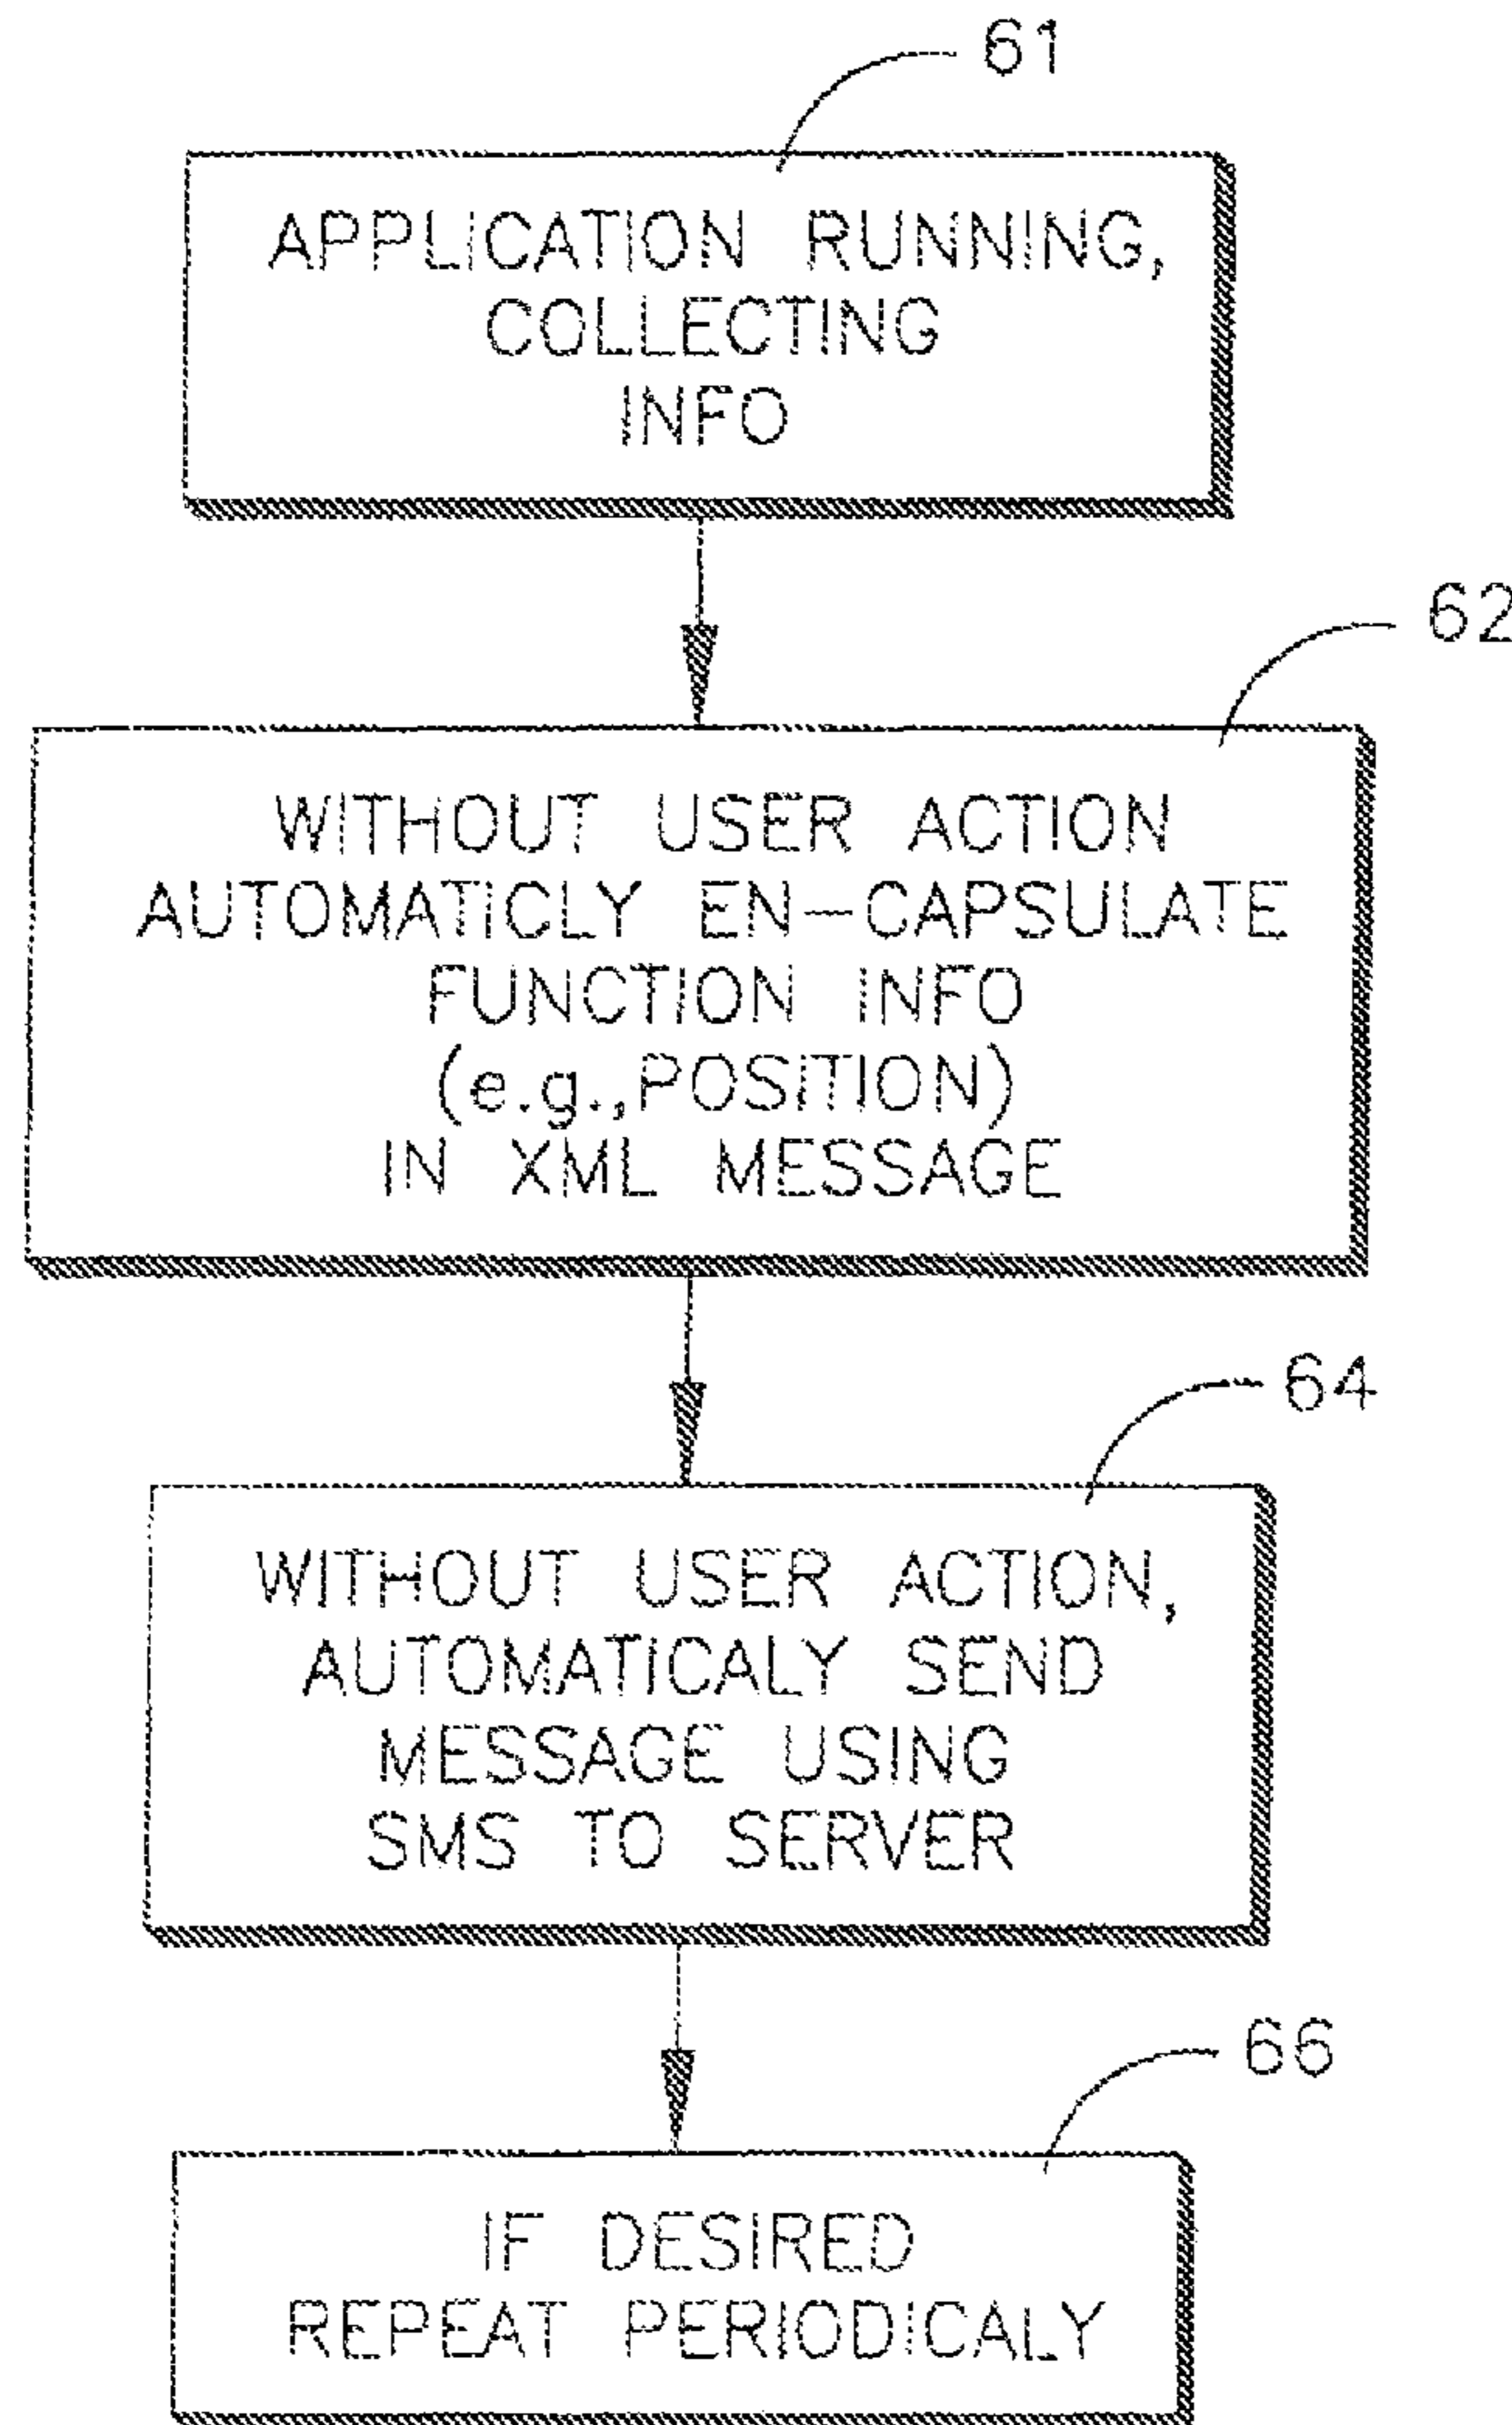 61
APPLICATION RUNNING,
COLLECTING
INFO
62
WITHOUT USER ACTION
AUTOMATICLY EN-CAPSULATE
FUNCTION INFO
(e.g.,POSITION)
IN XML MESSAGE
64
WITHOUT USER ACTION,
AUTOMATICALY SEND
MESSAGE USING
SMS TO SERVER
66
IF DESIRED
REPEAT PERIODICALY